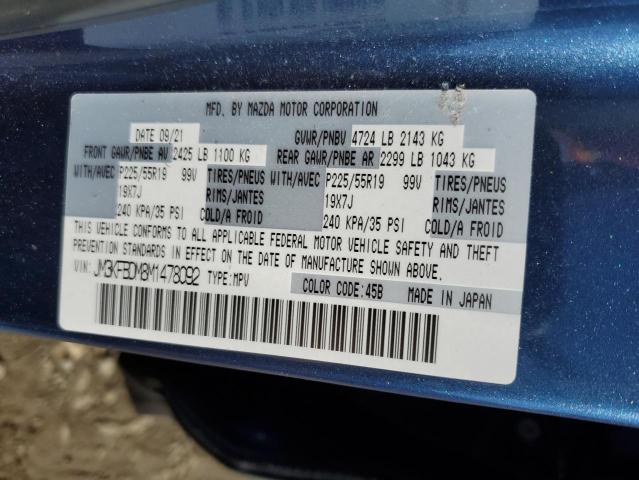 MFD. BY MAZDA MOTOR CORPORATION
DATE 09/21 GVWR/PNBV 4724 LB 2143 KG
FRONT GAWR/PNBE AV 2425 LB 1100 KG REAR GAWR/PNBE AR 2299 LB 1043 KG
WITH/AVEC P225/55R19 99V TIRES/PNEUS WITH/AVEC P225/55R19 99V TIRES/PNEUS
19X7J RIMS/JANTES 19X7J RIMS/JANTES
240 KPA/35 PSI COLD/A FROID 240 KPA/35 PSI COLD/A FROID
THIS VEHICLE CONFORMS TO ALL APPLICABLE FEDERAL MOTOR VEHICLE SAFETY AND THEFT
PREVENTION STANDARDS IN EFFECT ON THE DATE OF MANUFACTURE SHOWN ABOVE.
VIN: JM3KFBDM8M1478092 TYPE: MPV COLOR CODE: 45B MADE IN JAPAN